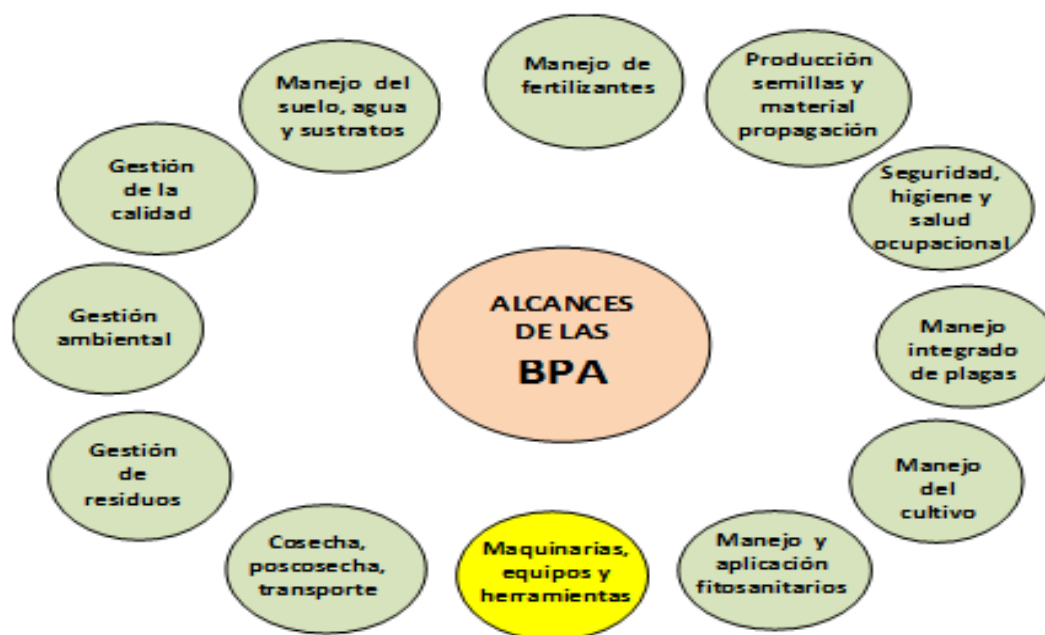 Manejo de
fertilizantes
Producción
semillas y
material
propagación
Manejo del
suelo, agua
y sustratos
Gestión
de la
calidad
Seguridad,
higiene y
salud
ocupacional
ALCANCES
DE LAS
BPA
Gestión
ambiental
Manejo
integrado
de plagas
Gestión
de
residuos
Manejo
del
cultivo
Cosecha,
poscosecha,
transporte
Maquinarias,
equipos y
herramientas
Manejo y
aplicación
fitosanitarios